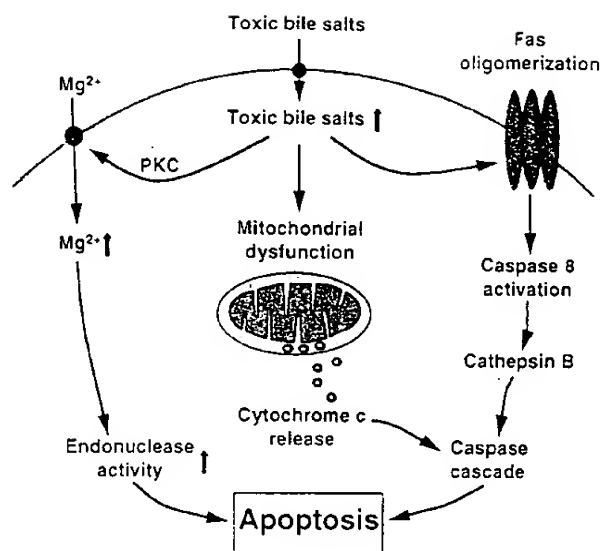 Toxic bile salts
Fas
oligomerization
Mg²⁺
Toxic bile salts ↑
PKC
Mg²⁺ ↑
Mitochondrial
dysfunction
Caspase 8
activation
Cathepsin B
Cytochrome c
release
Endonuclease
activity ↑
Caspase
cascade
Apoptosis